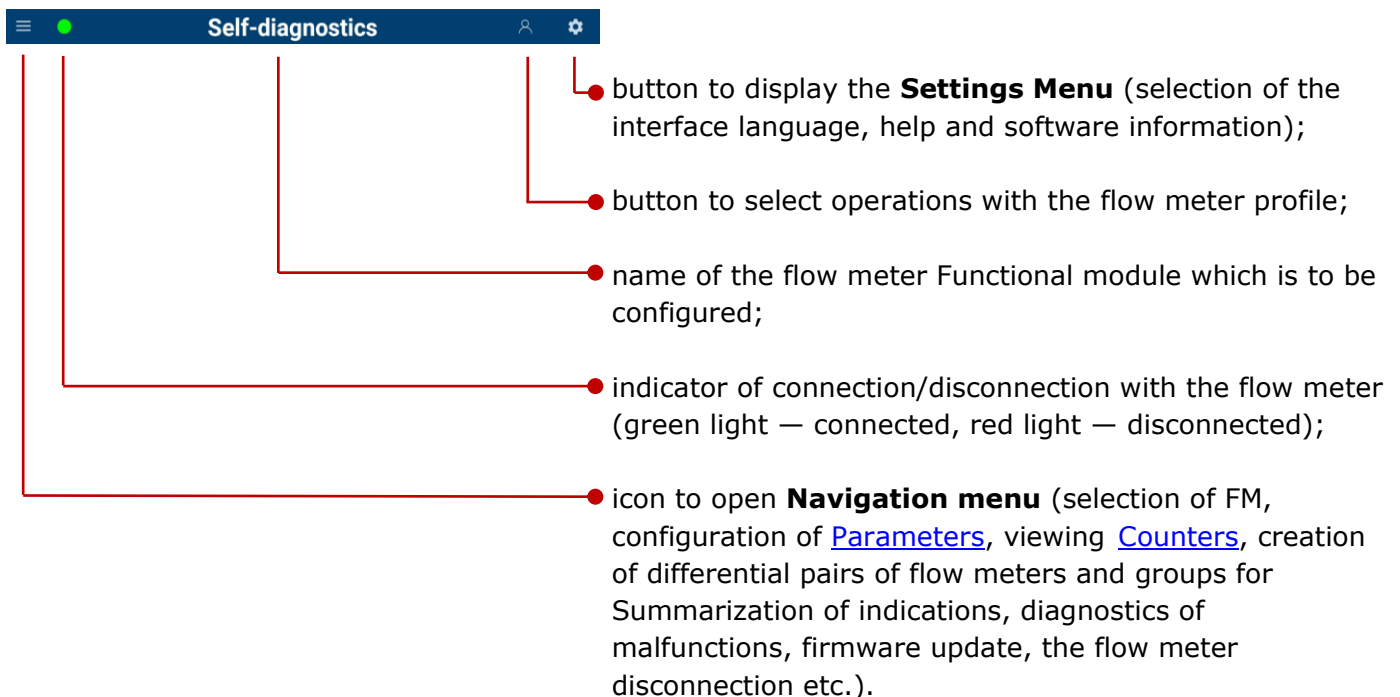 Self-diagnostics
button to display the Settings Menu (selection of the
interface language, help and software information);
button to select operations with the flow meter profile;
name of the flow meter Functional module which is to be
configured;
indicator of connection/disconnection with the flow meter
(green light — connected, red light — disconnected);
icon to open Navigation menu (selection of FM,
configuration of Parameters, viewing Counters, creation
of differential pairs of flow meters and groups for
Summarization of indications, diagnostics of
malfunctions, firmware update, the flow meter
disconnection etc.).